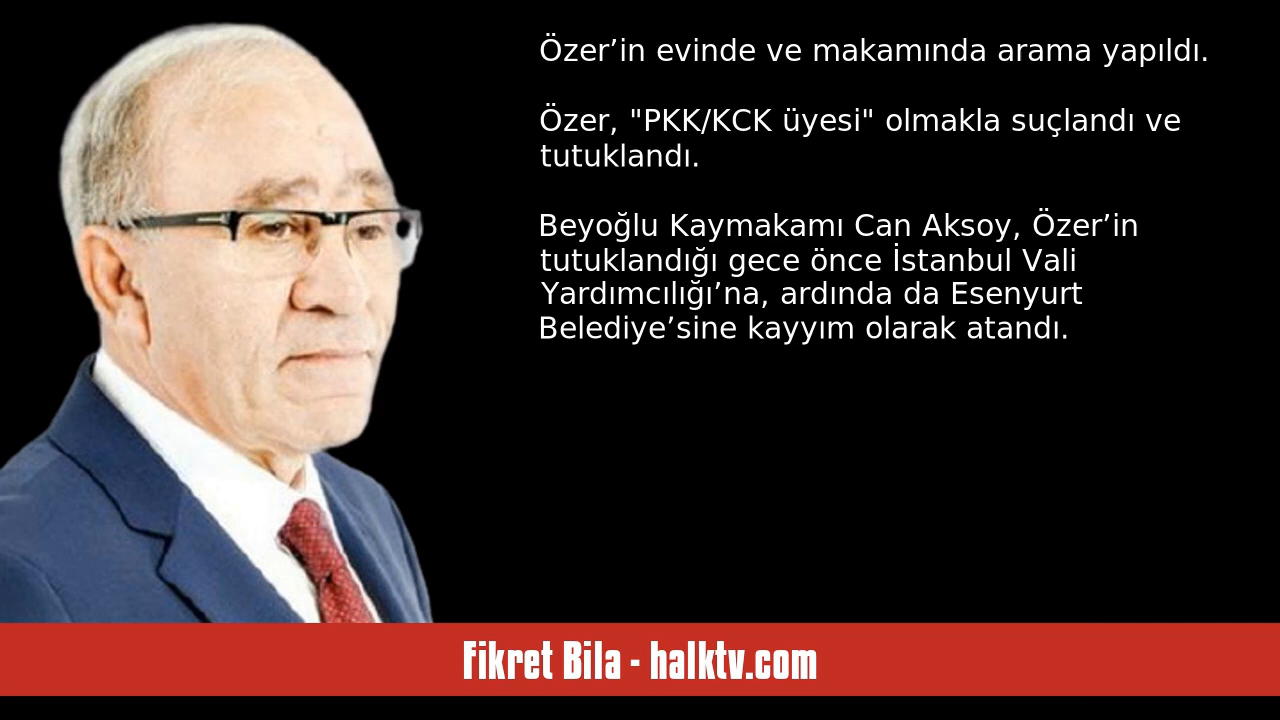 Özer’in evinde ve makamında arama yapıldı.
Özer, "PKK/KCK üyesi" olmakla suçlandı ve
tutuklandı.
Beyoğlu Kaymakamı Can Aksoy, Özer’in
tutuklandığı gece önce İstanbul Vali
Yardımcılığı’na, ardında da Esenyurt
Belediye’sine kayyım olarak atandı.
Fikret Bila - halktv.com